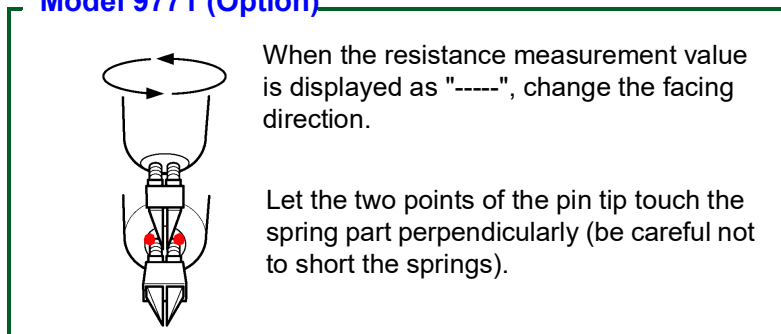 Model 9771 (Option)
When the resistance measurement value
is displayed as "-----", change the facing
direction.
Let the two points of the pin tip touch the
spring part perpendicularly (be careful not
to short the springs).